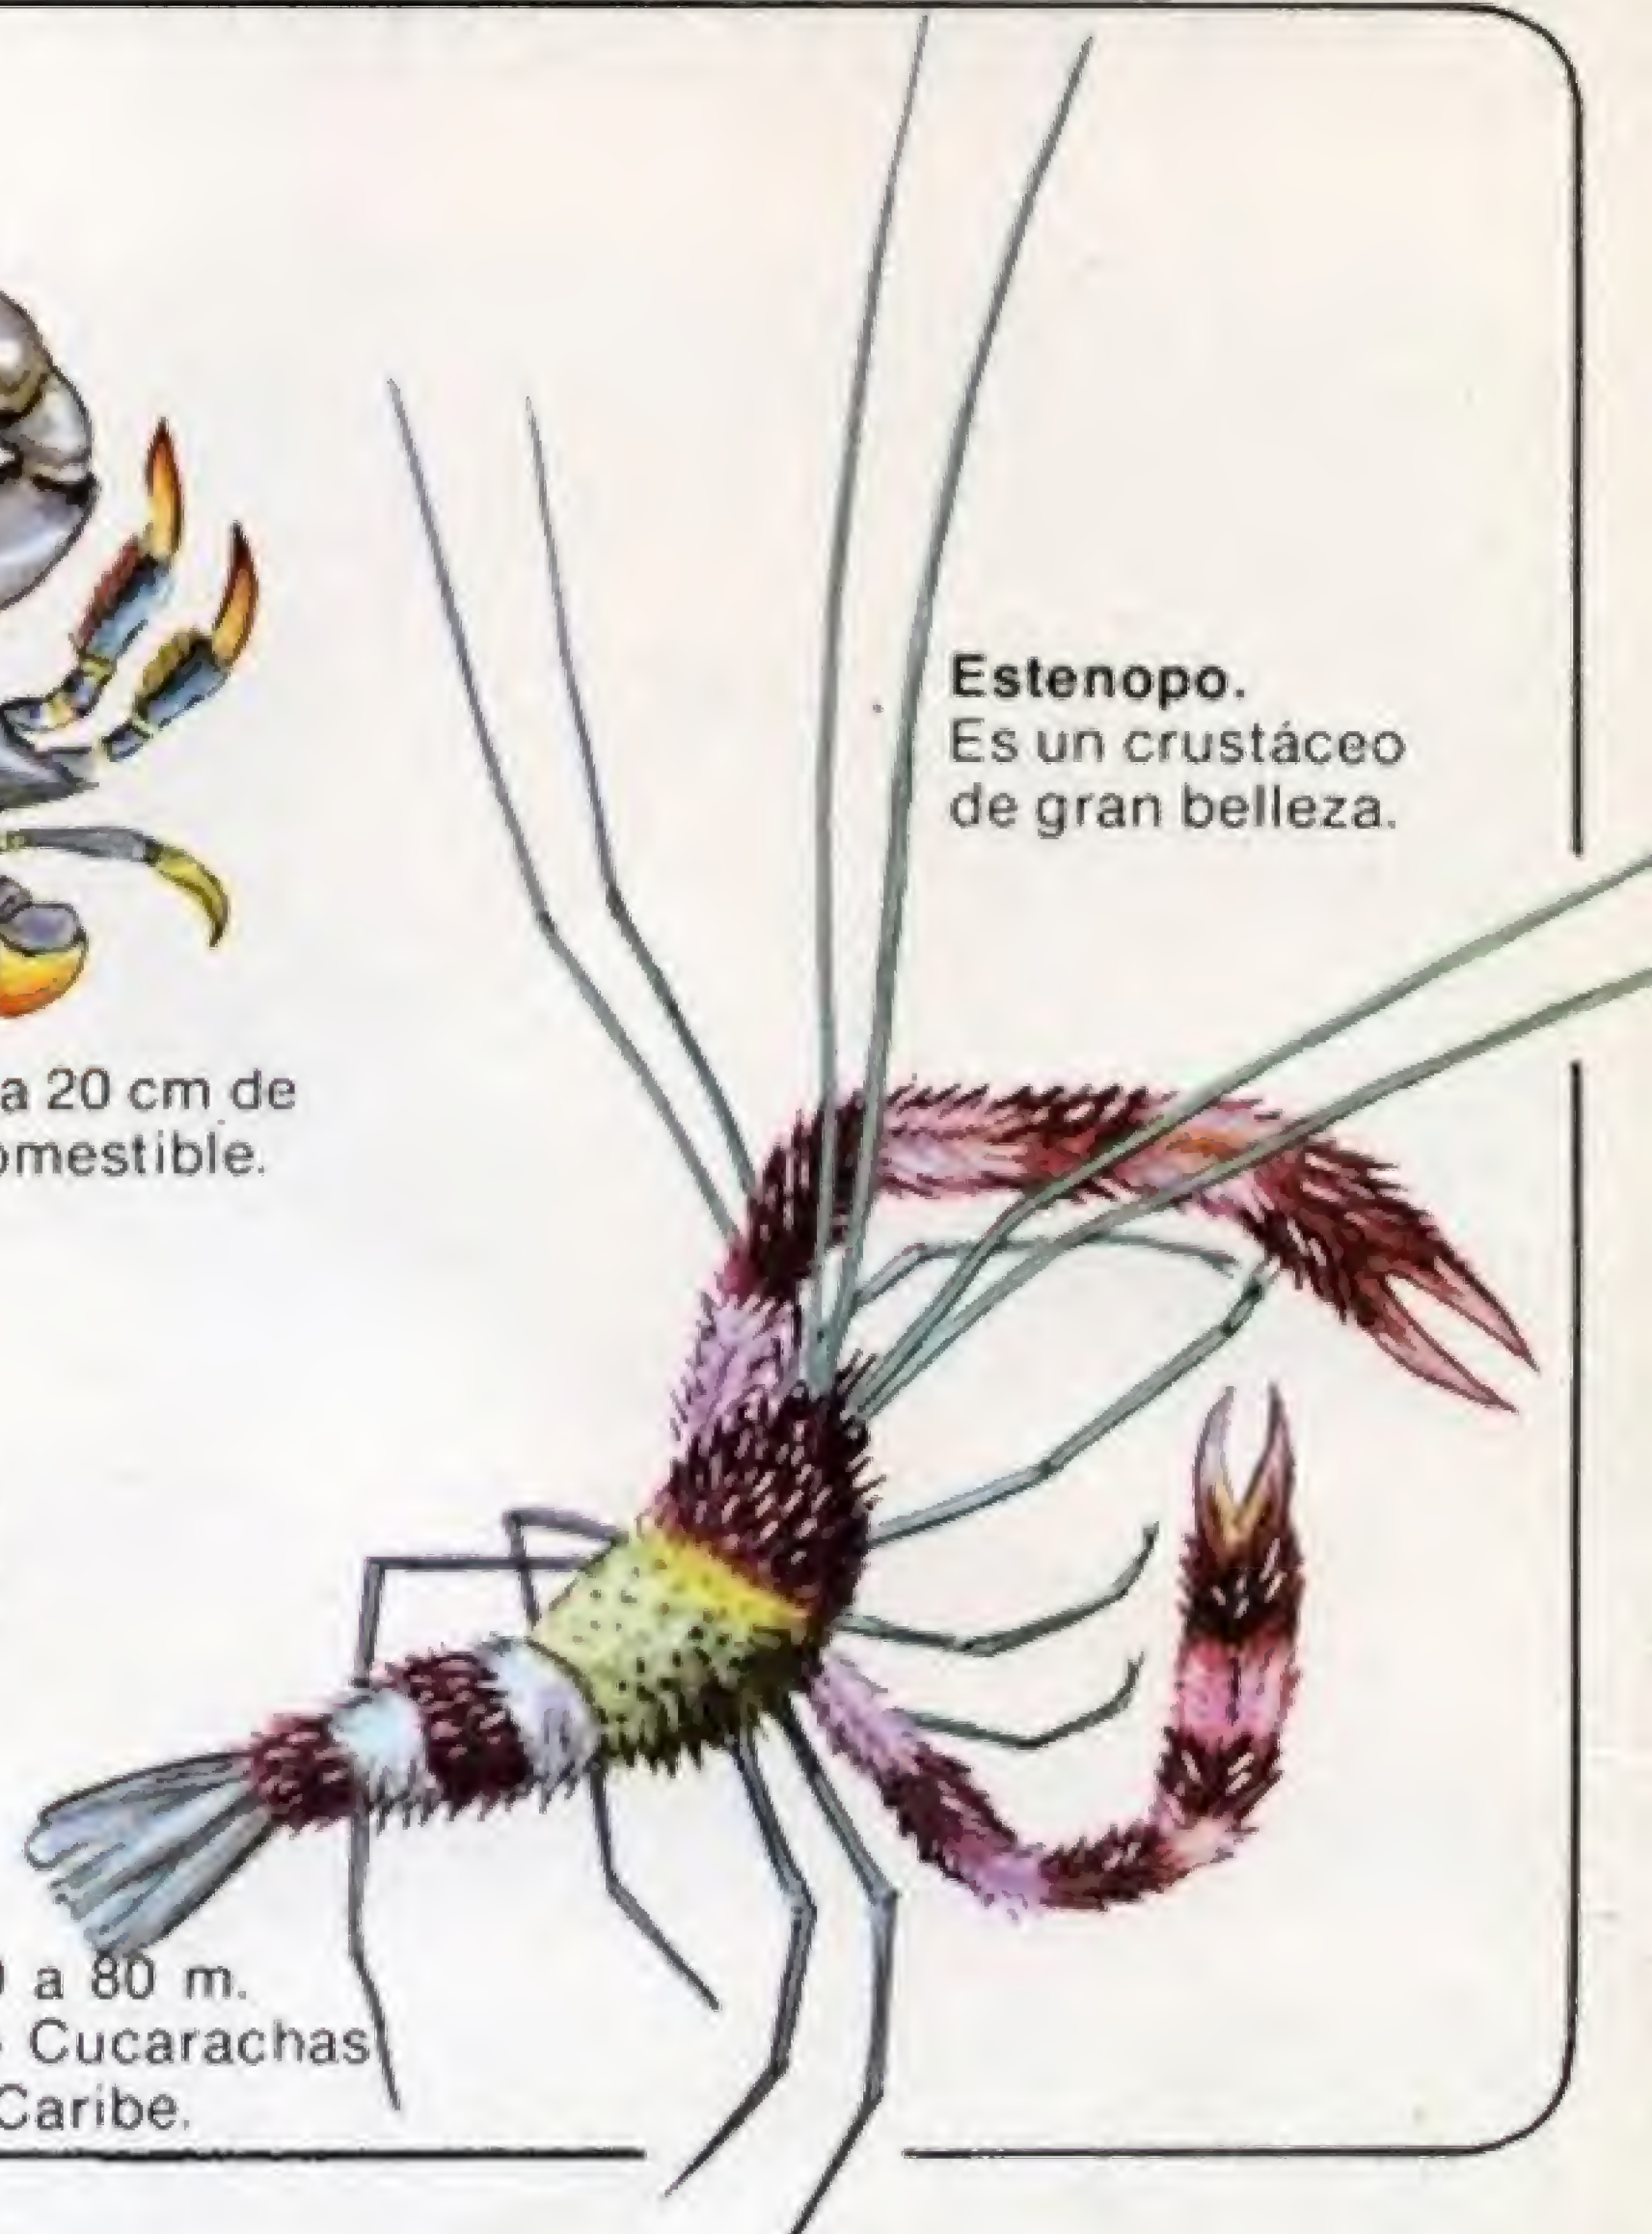 Estenopo.
Es un crustáceo
de gran belleza.
a 20 cm de
omestible.
a 80 m.
Cucarachas
Caribe.